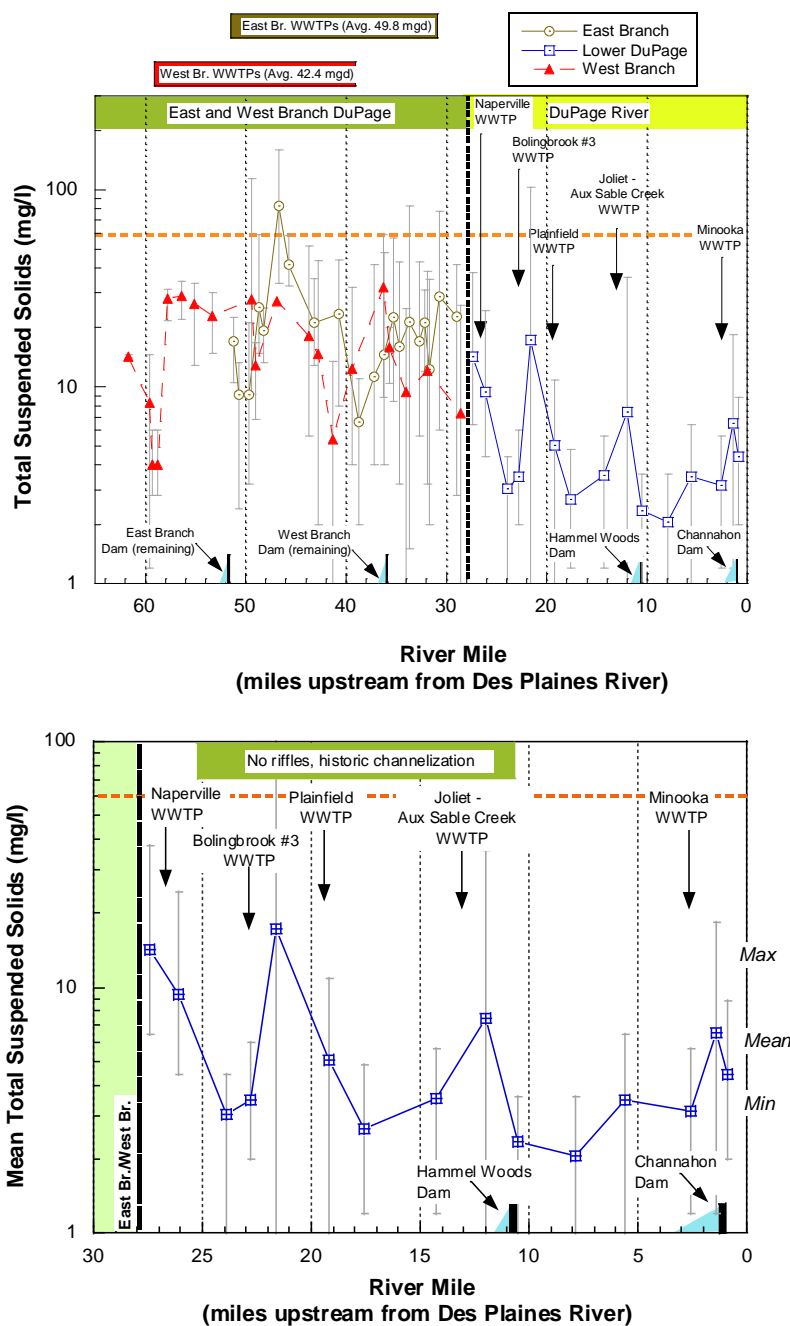 East Br. WWTPs (Avg. 49.8 mgd)
West Br. WWTPs (Avg. 42.4 mgd)
East Branch
Lower DuPage
West Branch
East and West Branch DuPage
DuPage River
Naperville
WWTP
Bolingbrook #3
WWTP
Joliet -
Aux Sable Creek
WWTP
Plainfield
WWTP
Minooka
WWTP
Total Suspended Solids (mg/l)
100
10
1
East Branch
Dam (remaining)
West Branch
Dam (remaining)
Hammel Woods
Dam
Channahon
Dam
60 50 40 30 20 10 0
River Mile
(miles upstream from Des Plaines River)
Mean Total Suspended Solids (mg/l)
100
10
1
No riffles, historic channelization
Naperville
WWTP
Plainfield
WWTP
Joliet -
Aux Sable Creek
WWTP
Minooka
WWTP
Bolingbrook #3
WWTP
Max
Mean
Min
East Br./West Br.
Hammel Woods
Dam
Channahon
Dam
30 25 20 15 10 5 0
River Mile
(miles upstream from Des Plaines River)